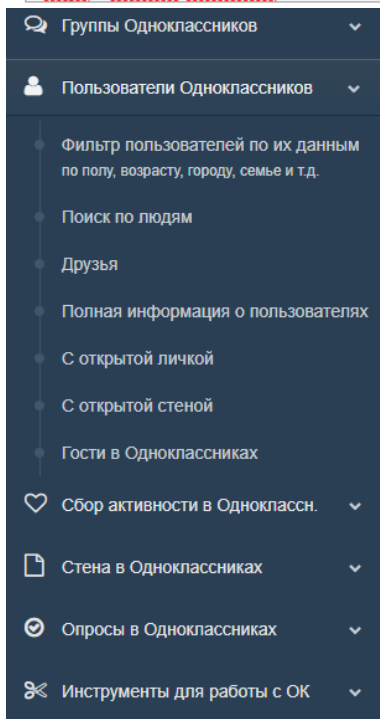 Группы Одноклассников
Пользователи Одноклассников
Фильтр пользователей по их данным
по полу, возрасту, городу, семье и т.д.
Поиск по людям
Друзья
Полная информация о пользователях
С открытой личкой
С открытой стеной
Гости в Одноклассниках
Сбор активности в Одноклассн.
Стена в Одноклассниках
Опросы в Одноклассниках
Инструменты для работы с ОК